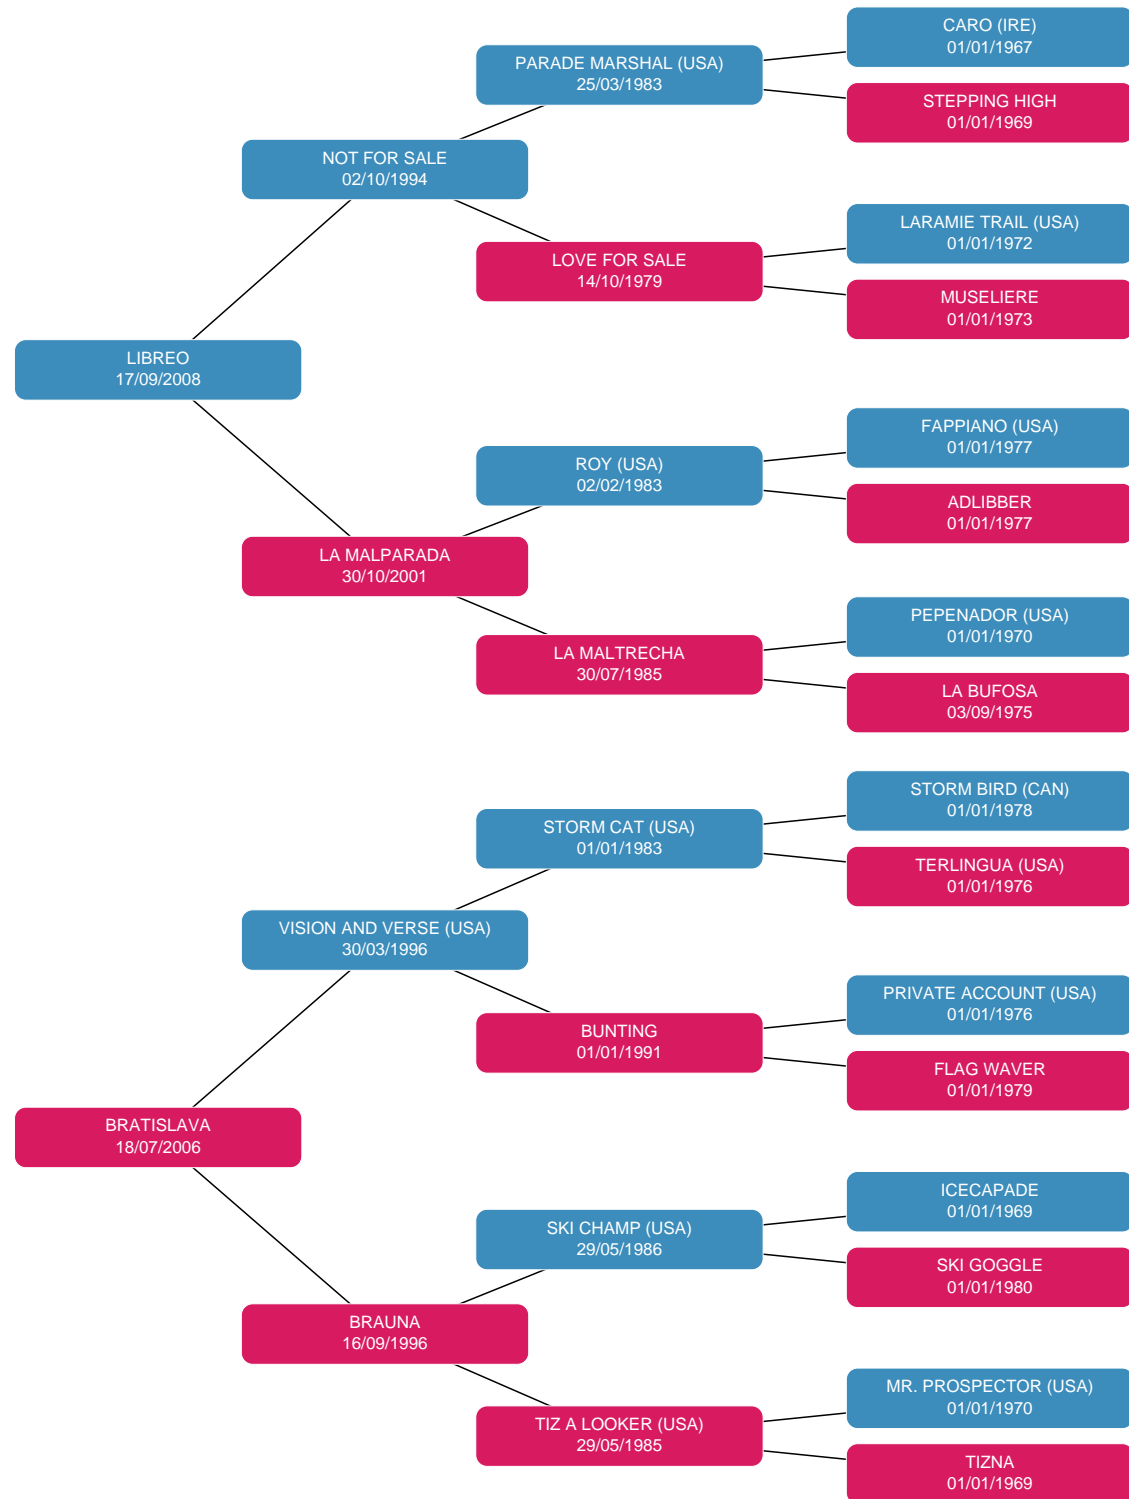 CARO (IRE)
01/01/1967
PARADE MARSHAL (USA)
25/03/1983
STEPPING HIGH
01/01/1969
NOT FOR SALE
02/10/1994
LARAMIE TRAIL (USA)
01/01/1972
LOVE FOR SALE
14/10/1979
MUSELIERE
01/01/1973
LIBREO
17/09/2008
FAPPIANO (USA)
01/01/1977
ROY (USA)
02/02/1983
ADLIBBER
01/01/1977
LA MALPARADA
30/10/2001
PEPENADOR (USA)
01/01/1970
LA MALTRECHA
30/07/1985
LA BUFOSA
03/09/1975
STORM BIRD (CAN)
01/01/1978
STORM CAT (USA)
01/01/1983
TERLINGUA (USA)
01/01/1976
VISION AND VERSE (USA)
30/03/1996
PRIVATE ACCOUNT (USA)
01/01/1976
BUNTING
01/01/1991
FLAG WAVER
01/01/1979
BRATISLAVA
18/07/2006
ICECAPADE
01/01/1969
SKI CHAMP (USA)
29/05/1986
SKI GOGGLE
01/01/1980
BRAUNA
16/09/1996
MR. PROSPECTOR (USA)
01/01/1970
TIZ A LOOKER (USA)
29/05/1985
TIZNA
01/01/1969